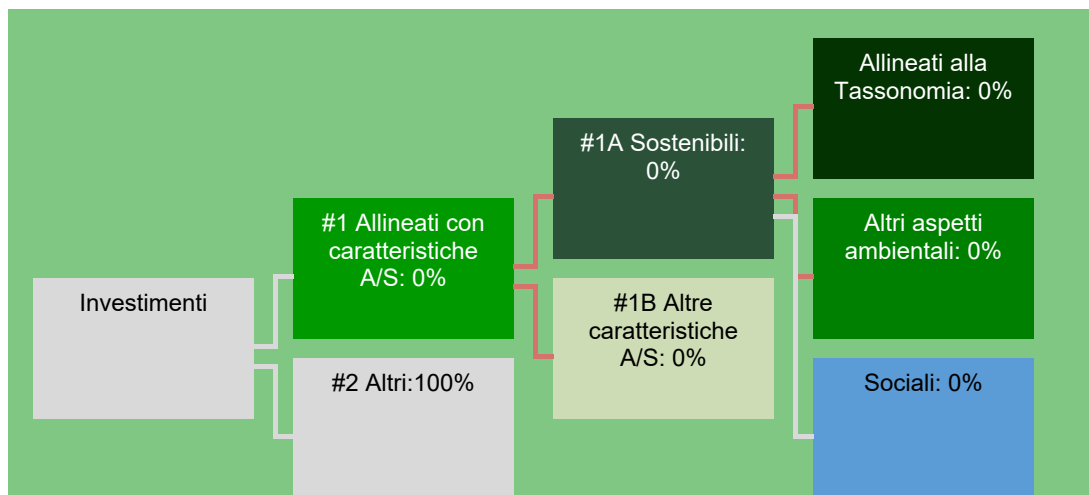 Investimenti
#1 Allineati con
caratteristiche
A/S: 0%
#2 Altri:100%
#1A Sostenibili:
0%
#1B Altre
caratteristiche
A/S: 0%
Allineati alla
Tassonomia: 0%
Altri aspetti
ambientali: 0%
Sociali: 0%